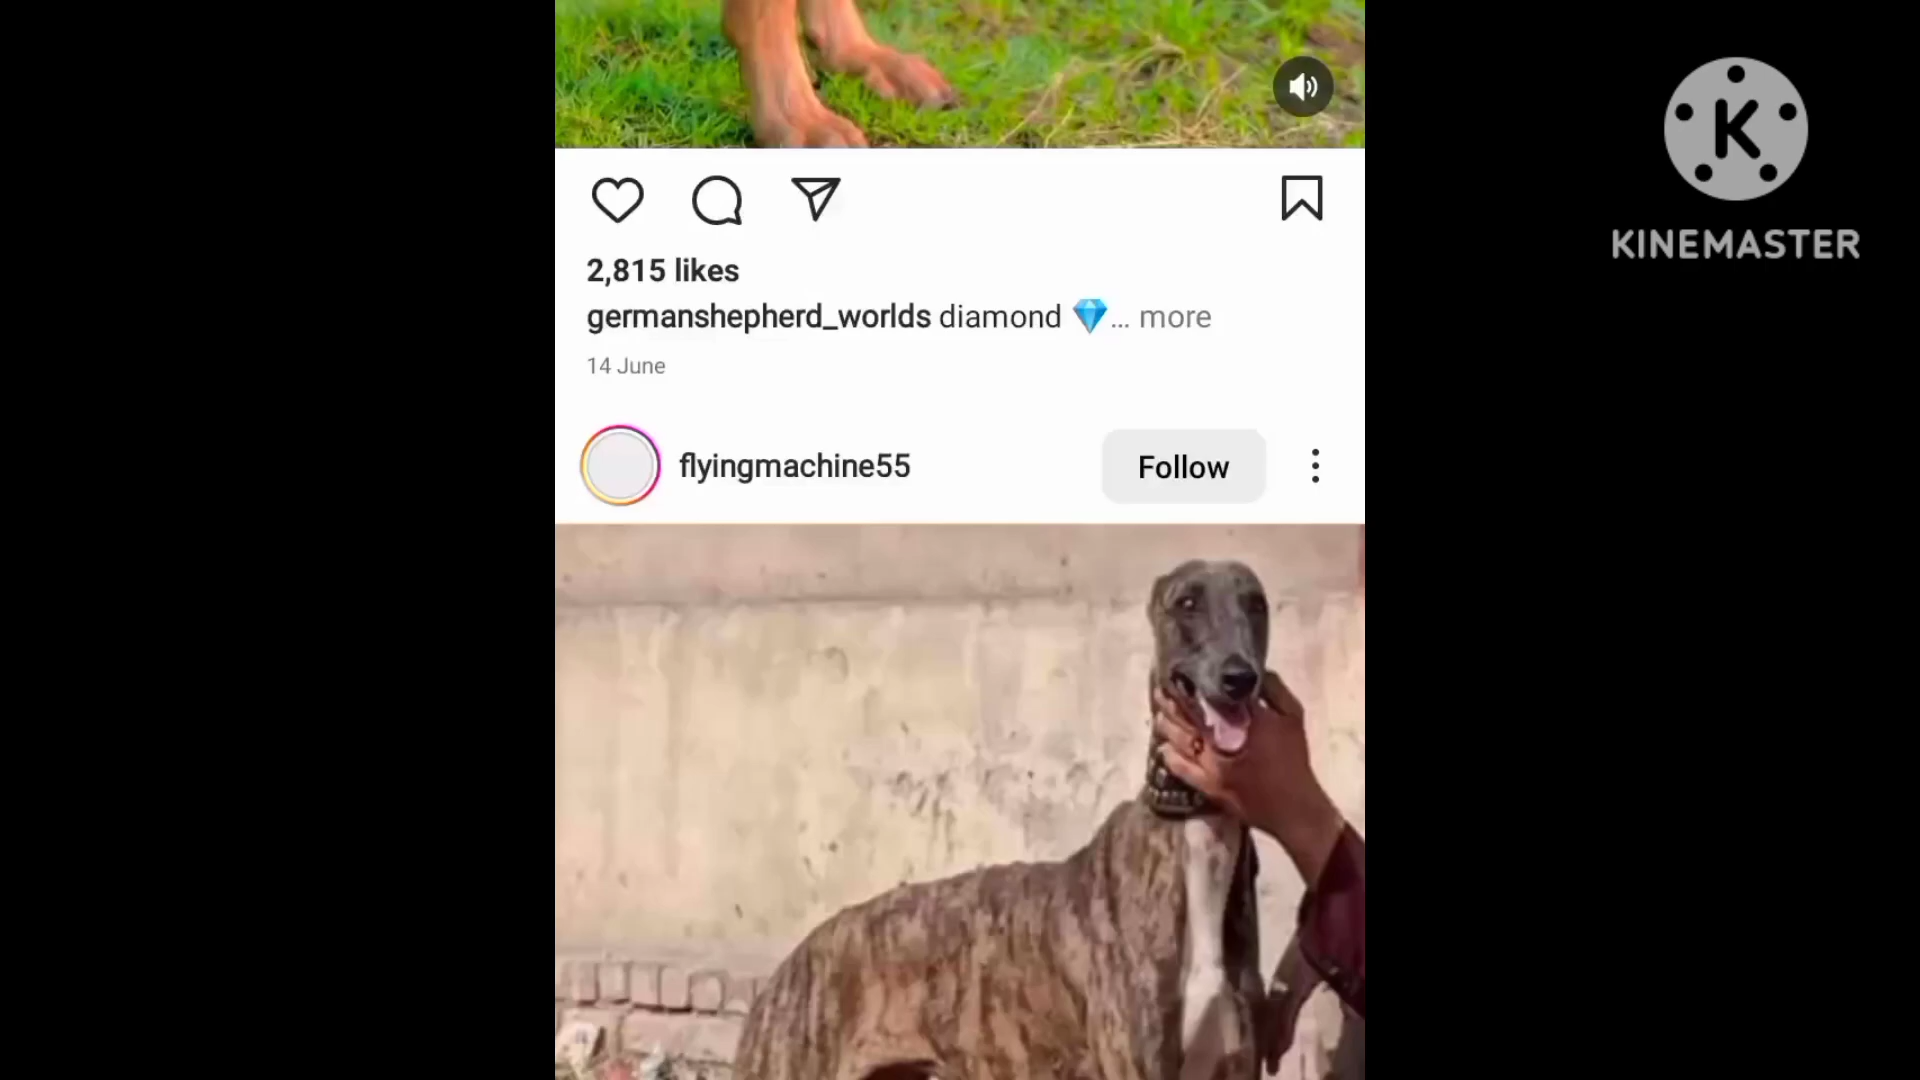 K
KINEMASTER
2,815 likes
germanshepherd_worlds diamond 💎... more
14 June
flyingmachine55
Follow